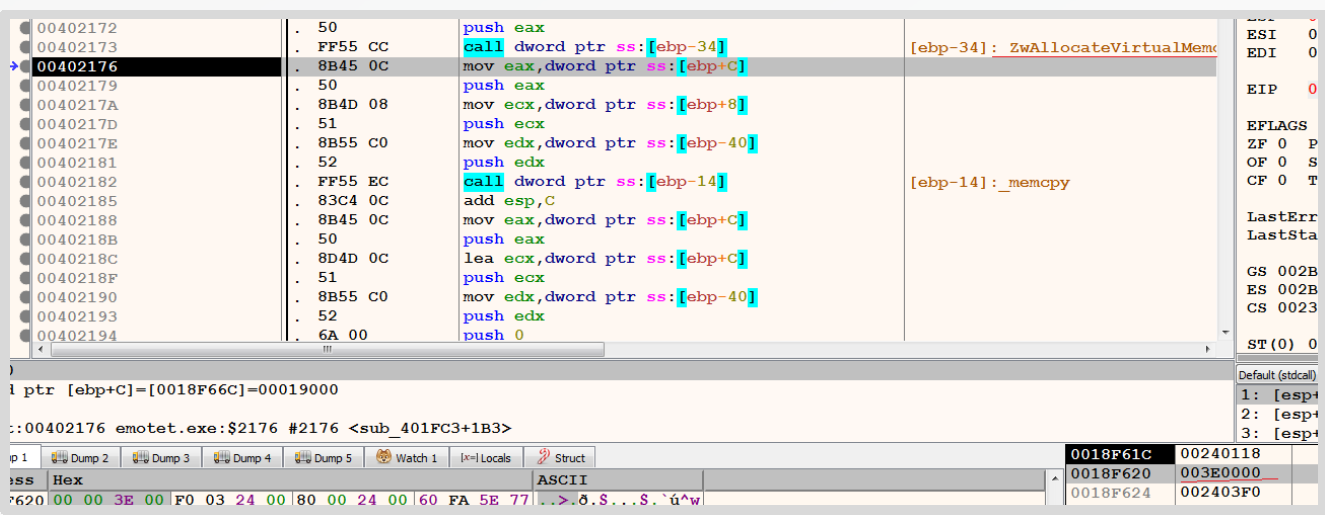 00402172 . 50 push eax
00402173 . FF55 CC call dword ptr ss:[ebp-34] [ebp-34]: ZwAllocateVirtualMemo
00402176 . 8B45 0C mov eax,dword ptr ss:[ebp+C]
00402179 . 50 push eax
0040217A . 8B4D 08 mov ecx,dword ptr ss:[ebp+8]
0040217D . 51 push ecx
0040217E . 8B55 C0 mov edx,dword ptr ss:[ebp-40]
00402181 . 52 push edx
00402182 . FF55 EC call dword ptr ss:[ebp-14] [ebp-14]:_memcpy
00402185 . 83C4 0C add esp,C
00402188 . 8B45 0C mov eax,dword ptr ss:[ebp+C]
0040218B . 50 push eax
0040218C . 8D4D 0C lea ecx,dword ptr ss:[ebp+C]
0040218F . 51 push ecx
00402190 . 8B55 C0 mov edx,dword ptr ss:[ebp-40]
00402193 . 52 push edx
00402194 . 6A 00 push 0
ESI 0
EDI 0
EIP 0
EFLAGS
ZF 0 P
OF 0 S
CF 0 T
LastErr
LastSta
GS 002B
ES 002B
CS 0023
ST(0) 0
ptr [ebp+C]=[0018F66C]=00019000
:00402176 emotet.exe:$2176 #2176 <sub_401FC3+1B3>
Default (stdcall)
1: [esp+
2: [esp+
3: [esp+
mp 1 Dump 2 Dump 3 Dump 4 Dump 5 Watch 1 [x=] Locals Struct
ess Hex ASCII
F620 00 00 3E 00 F0 03 24 00 80 00 24 00 60 FA 5E 77 ..>.ð.$...$.`ú^w
0018F61C 00240118
0018F620 003E0000
0018F624 002403F0